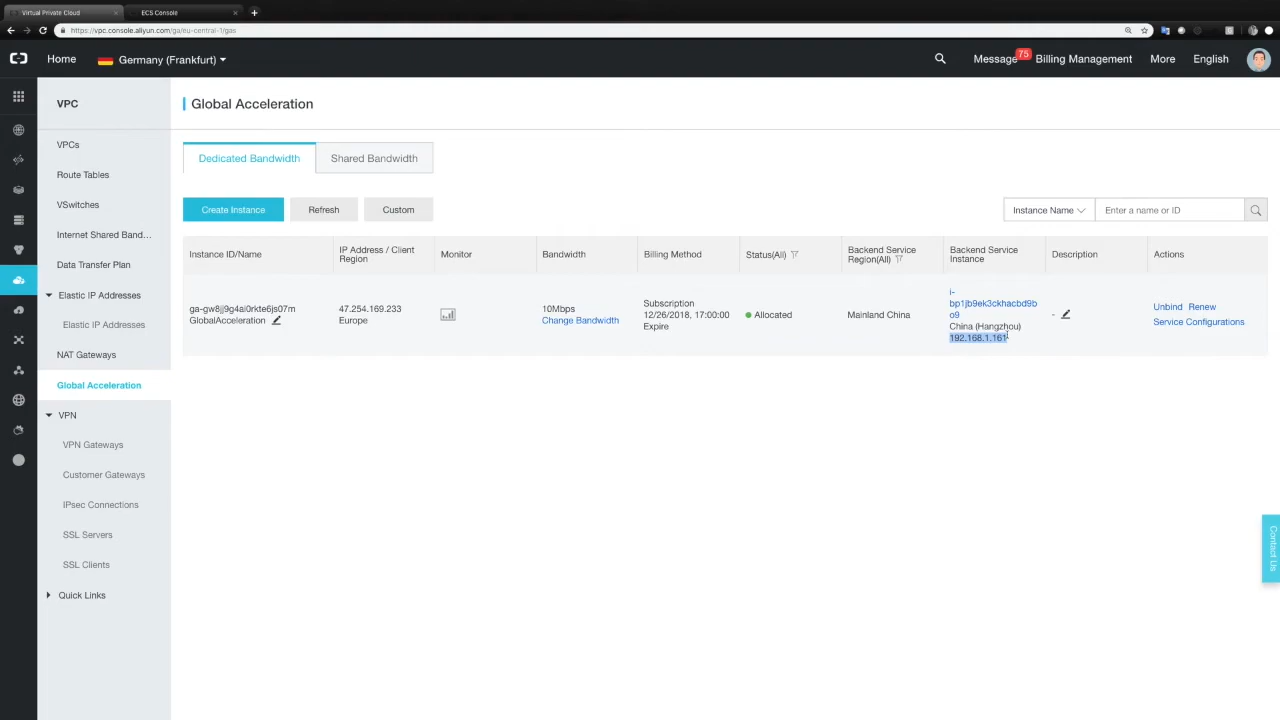 Virtual Private Cloud
ECS Console
https://vpc.console.aliyun.com/ga/eu-central-1/gas
Home
Germany (Frankfurt)
Message 75
Billing Management
More
English
VPC
VPCs
Route Tables
VSwitches
Internet Shared Band...
Data Transfer Plan
Elastic IP Addresses
Elastic IP Addresses
NAT Gateways
Global Acceleration
VPN
VPN Gateways
Customer Gateways
IPsec Connections
SSL Servers
SSL Clients
Quick Links
Global Acceleration
Dedicated Bandwidth
Shared Bandwidth
Create Instance
Refresh
Custom
Instance Name
Enter a name or ID
Instance ID/Name
IP Address / Client
Region
Monitor
Bandwidth
Billing Method
Status(All)
Backend Service
Region(All)
Backend Service
Instance
Description
Actions
ga-gw8jj9g4ai0rkte6js07m
GlobalAcceleration
47.254.169.233
Europe
10Mbps
Change Bandwidth
Subscription
12/26/2018, 17:00:00
Expire
Allocated
Mainland China
i-
bp1jb9ek3ckhacbd9b
o9
China (Hangzhou)
192.168.1.161
-
Unbind Renew
Service Configurations
Contact Us